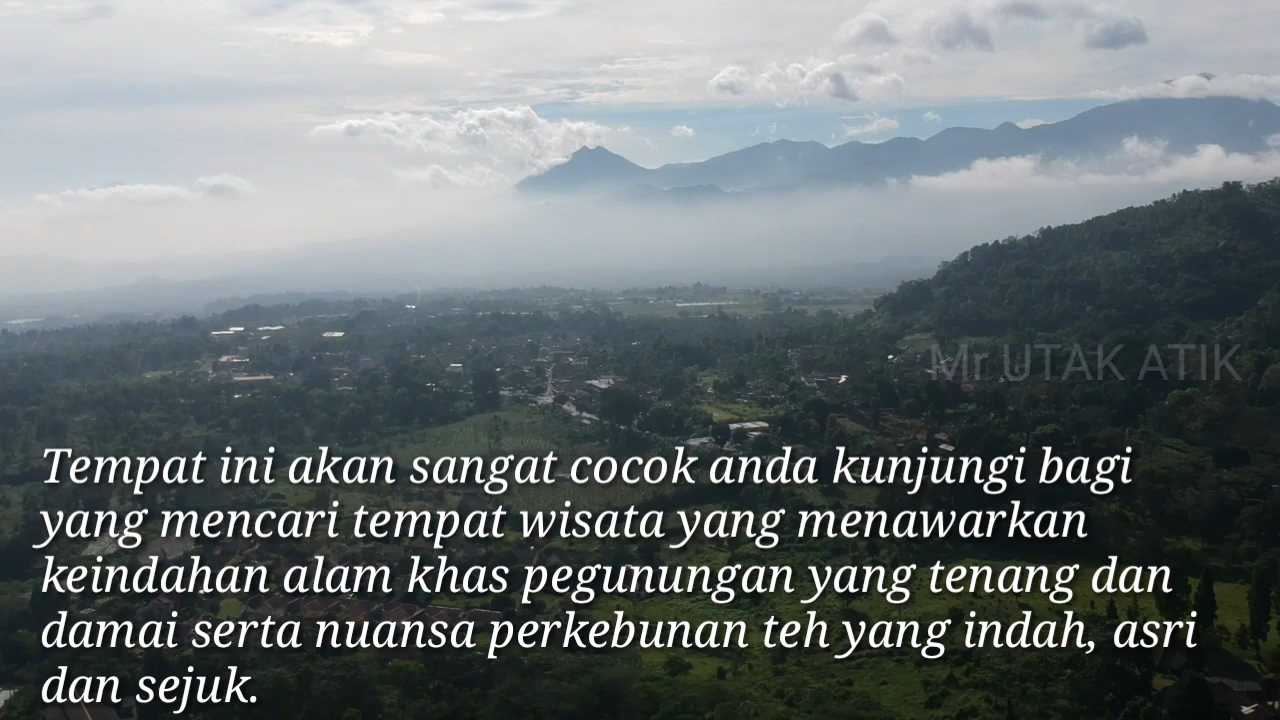 Mr UTAK ATIK
Tempat ini akan sangat cocok anda kunjungi bagi
yang mencari tempat wisata yang menawarkan
keindahan alam khas pegunungan yang tenang dan
damai serta nuansa perkebunan teh yang indah, asri
dan sejuk.